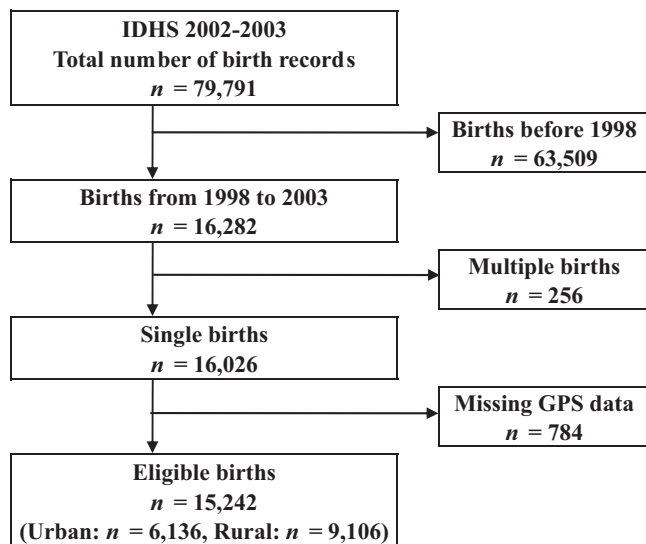 IDHS 2002-2003
Total number of birth records
n = 79,791
Births before 1998
n = 63,509
Births from 1998 to 2003
n = 16,282
Multiple births
n = 256
Single births
n = 16,026
Missing GPS data
n = 784
Eligible births
n = 15,242
(Urban: n = 6,136, Rural: n = 9,106)